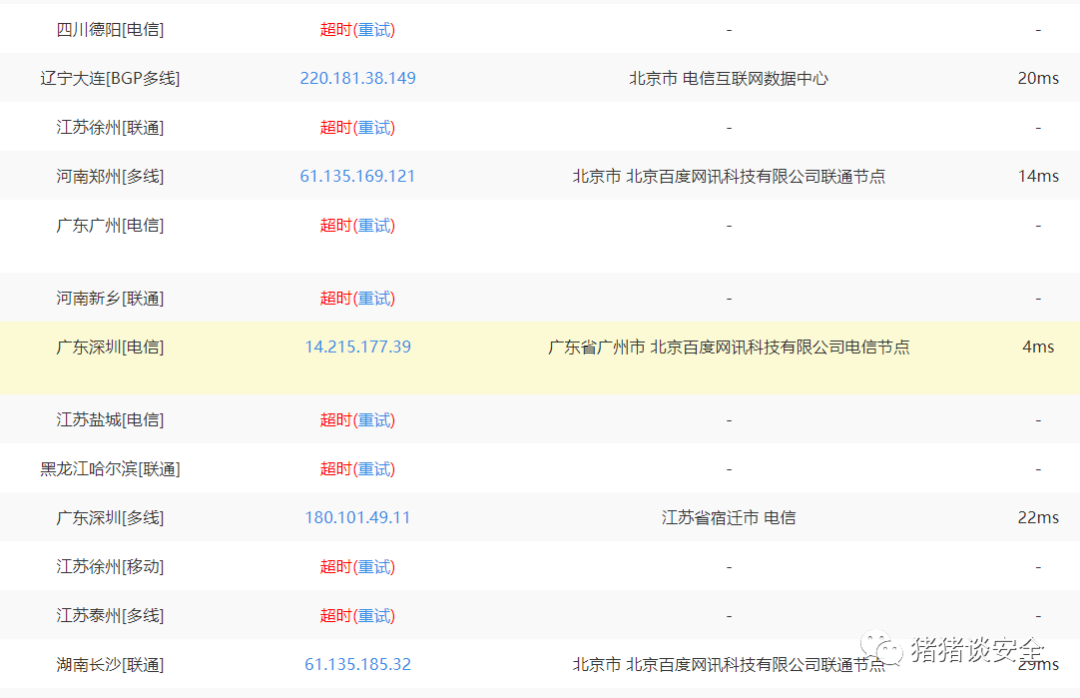 四川德阳[电信] 超时(重试) - -
辽宁大连[BGP多线] 220.181.38.149 北京市 电信互联网数据中心 20ms
江苏徐州[联通] 超时(重试) - -
河南郑州[多线] 61.135.169.121 北京市 北京百度网讯科技有限公司联通节点 14ms
广东广州[电信] 超时(重试) - -
河南新乡[联通] 超时(重试) - -
广东深圳[电信] 14.215.177.39 广东省广州市 北京百度网讯科技有限公司电信节点 4ms
江苏盐城[电信] 超时(重试) - -
黑龙江哈尔滨[联通] 超时(重试) - -
广东深圳[多线] 180.101.49.11 江苏省宿迁市 电信 22ms
江苏徐州[移动] 超时(重试) - -
江苏泰州[多线] 超时(重试) - -
湖南长沙[联通] 61.135.185.32 北京市 北京百度网讯科技有限公司联通节点 29ms
猪猪谈安全